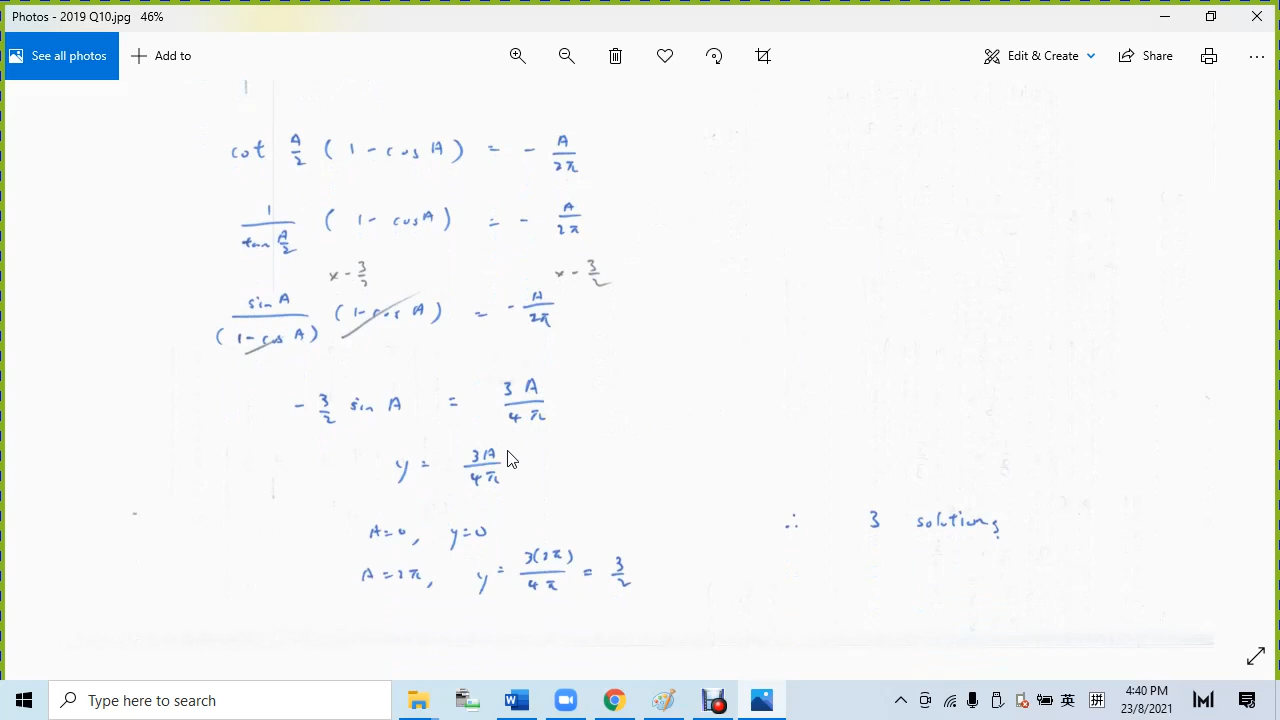 Photos - 2019 Q10.jpg 46%
See all photos
Add to
Edit & Create
Share
cot A/2 (1 - cos A) = - A/2π
1/tan A/2 (1 - cos A) = - A/2π
x - 3/2 x - 3/2
sin A/(1 - cos A) (1 - cos A) = - A/2π
- 3/2 sin A = 3A/4π
y = 3A/4π
∴ 3 solutions
A=0, y=0
A=2π, y = 3(2π)/4π = 3/2
Type here to search
英
拼
4:40 PM
23/8/2021